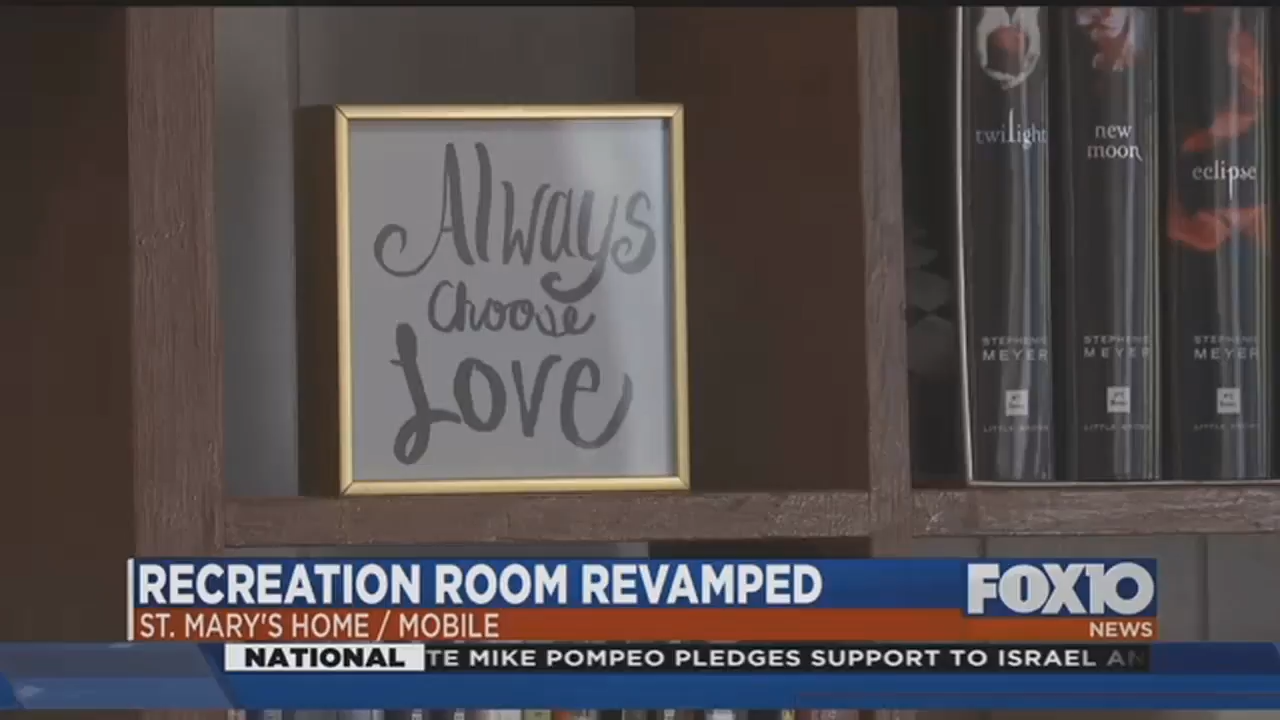 Always
Choose
Love
twilight
new
moon
eclipse
STEPHENIE
MEYER
STEPHENIE
MEYER
STEPHENIE
MEYER
RECREATION ROOM REVAMPED
FOX10
NEWS
ST. MARY'S HOME / MOBILE
NATIONAL
TE MIKE POMPEO PLEDGES SUPPORT TO ISRAEL AN